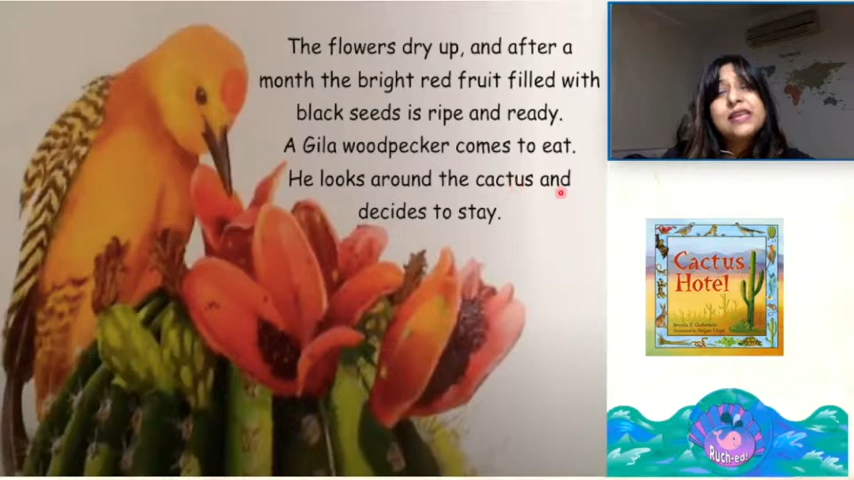 The flowers dry up, and after a
month the bright red fruit filled with
black seeds is ripe and ready.
A Gila woodpecker comes to eat.
He looks around the cactus and
decides to stay.
Cactus
Hotel
Ruch-ea!